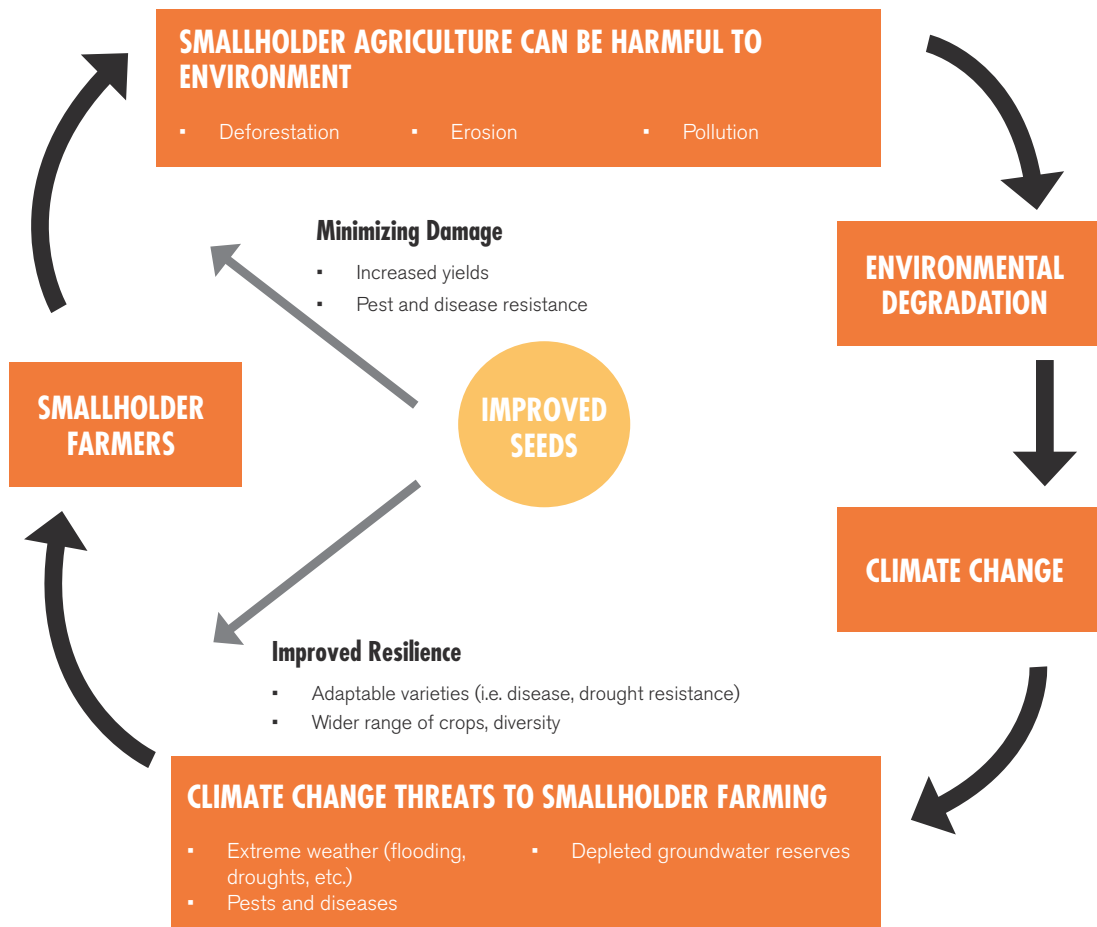 SMALLHOLDER AGRICULTURE CAN BE HARMFUL TO
ENVIRONMENT
▪ Deforestation ▪ Erosion ▪ Pollution
Minimizing Damage
▪ Increased yields
▪ Pest and disease resistance
ENVIRONMENTAL
DEGRADATION
SMALLHOLDER
FARMERS
IMPROVED
SEEDS
CLIMATE CHANGE
Improved Resilience
▪ Adaptable varieties (i.e. disease, drought resistance)
▪ Wider range of crops, diversity
CLIMATE CHANGE THREATS TO SMALLHOLDER FARMING
▪ Extreme weather (flooding,
droughts, etc.)
▪ Pests and diseases
▪ Depleted groundwater reserves